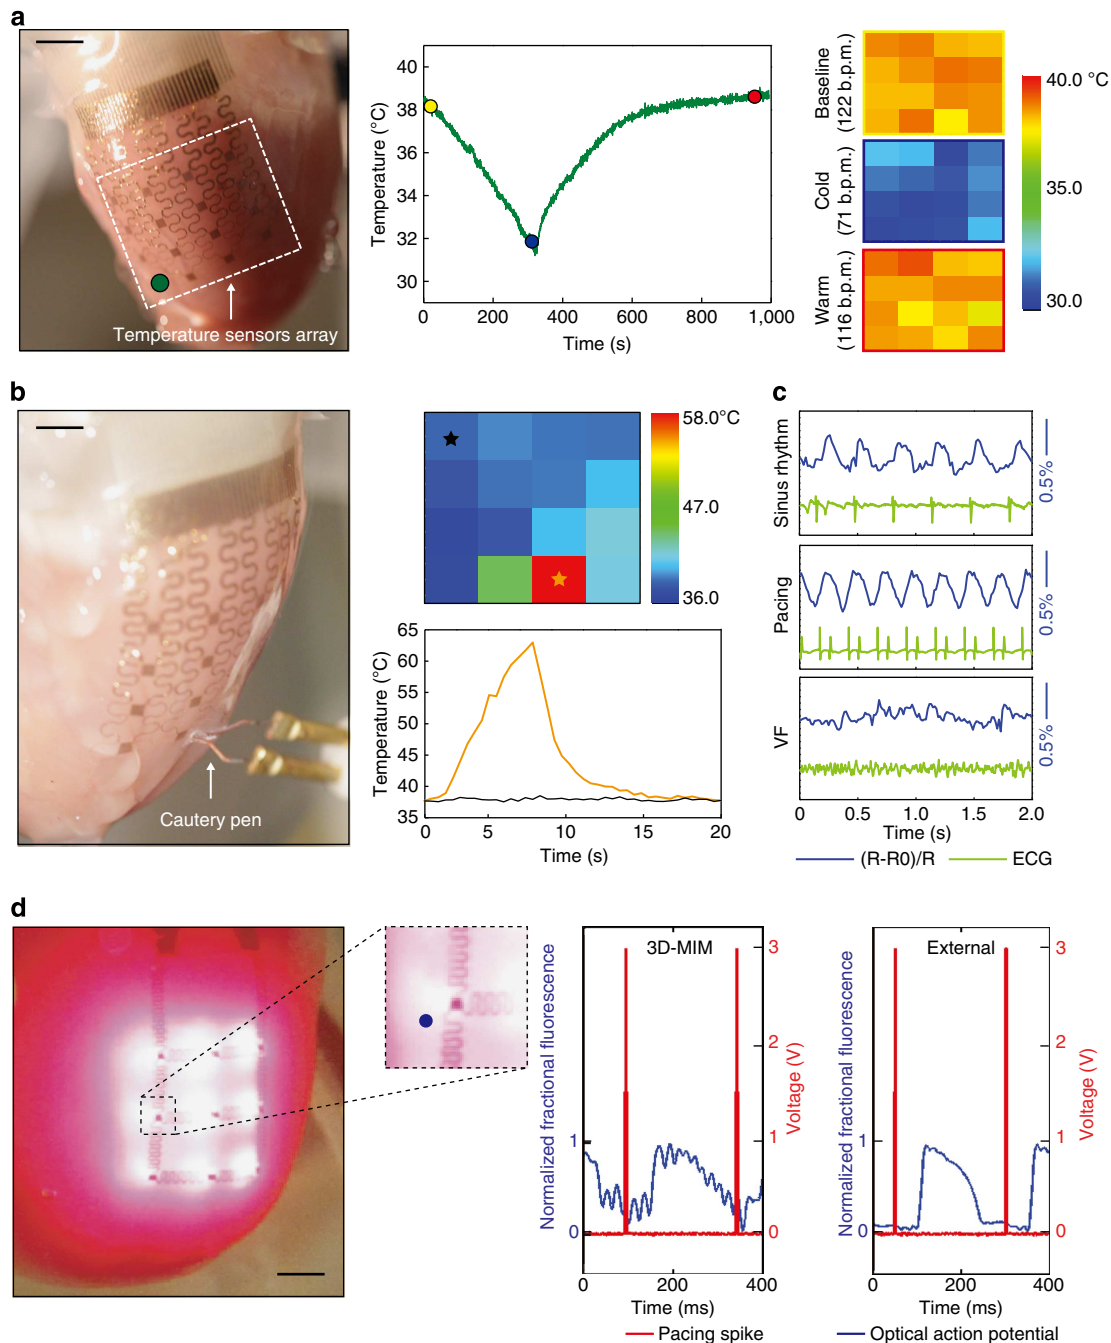 a
Temperature sensors array
40
38
36
34
32
30
Temperature (°C)
0 200 400 600 800 1,000
Time (s)
Baseline
(122 b.p.m.)
Cold
(71 b.p.m.)
Warm
(116 b.p.m.)
40.0 °C
35.0
30.0
b
Cautery pen
58.0°C
47.0
36.0
65
60
55
50
45
40
35
Temperature (°C)
0 5 10 15 20
Time (s)
c
Sinus rhythm
0.5%
Pacing
0.5%
VF
0.5%
0 0.5 1.0 1.5 2.0
Time (s)
(R-R0)/R ECG
d
Normalized fractional fluorescence
3D-MIM
1
0
3
2
1
0
Voltage (V)
0 200 400
Time (ms)
Normalized fractional fluorescence
External
1
0
3
2
1
0
Voltage (V)
0 200 400
Time (ms)
Pacing spike Optical action potential